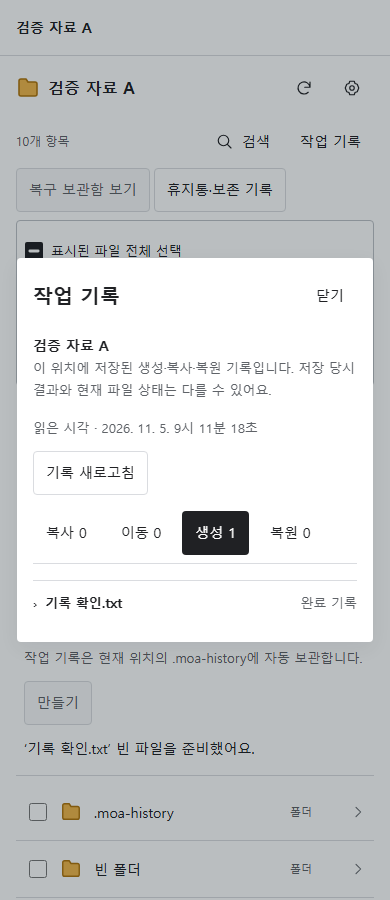 검증 자료 A
검증 자료 A
10개 항목
검색
작업 기록
복구 보관함 보기
휴지통·보존 기록
표시된 파일 전체 선택
작업 기록
닫기
검증 자료 A
이 위치에 저장된 생성·복사·복원 기록입니다. 저장 당시
결과와 현재 파일 상태는 다를 수 있어요.
읽은 시각 · 2026. 11. 5. 9시 11분 18초
기록 새로고침
복사 0 이동 0 생성 1 복원 0
› 기록 확인.txt 완료 기록
작업 기록은 현재 위치의 .moa-history에 자동 보관합니다.
만들기
‘기록 확인.txt’ 빈 파일을 준비했어요.
.moa-history 폴더
빈 폴더 폴더